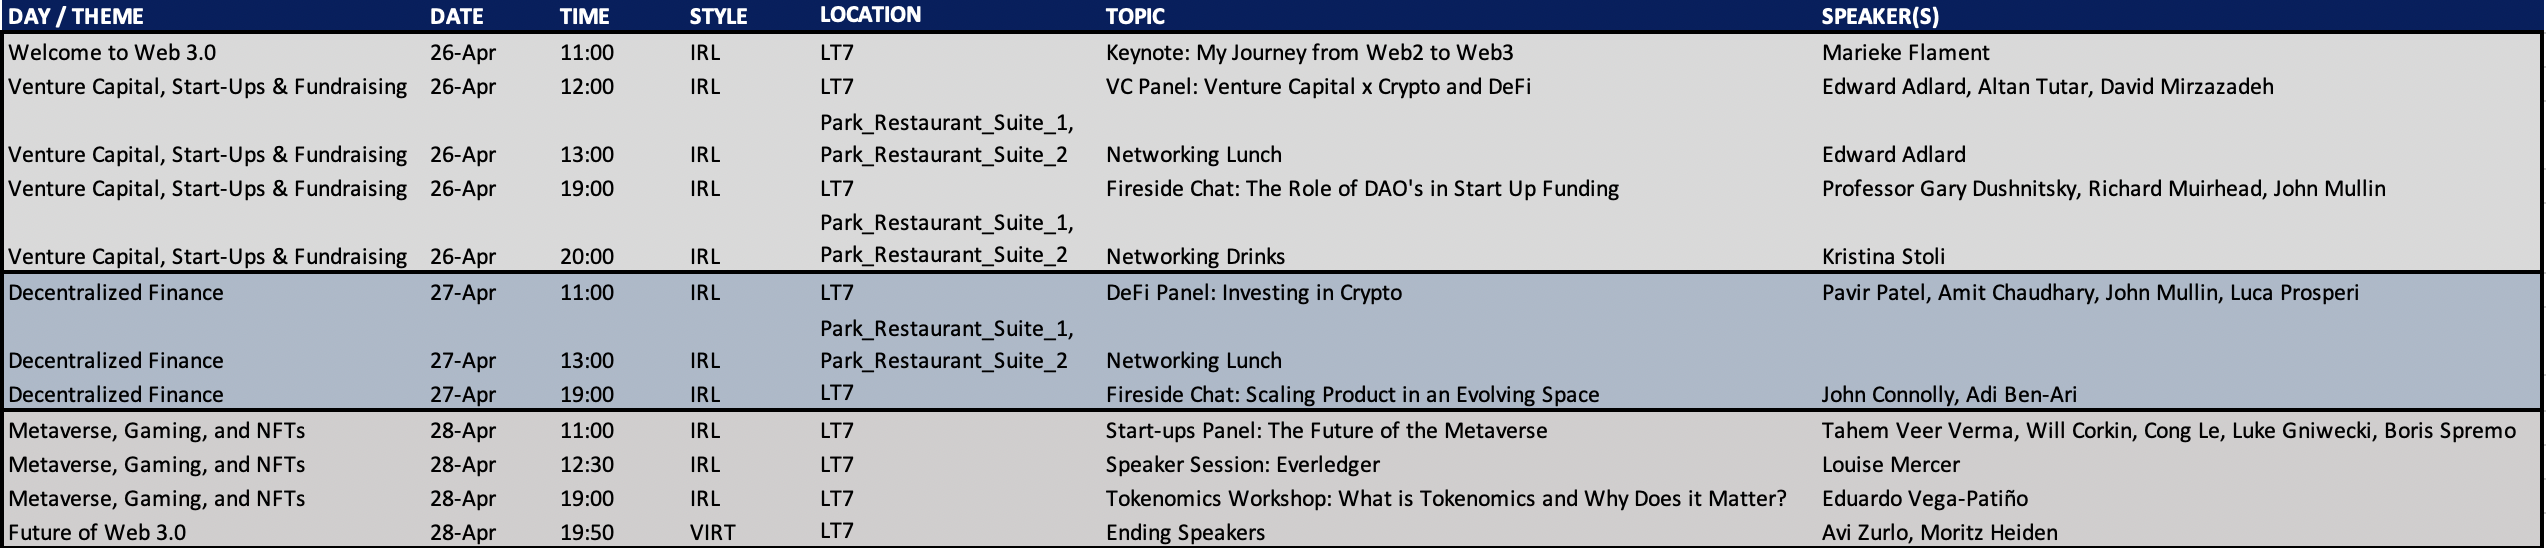 DAY / THEME DATE TIME STYLE LOCATION TOPIC SPEAKER(S)
Welcome to Web 3.0 26-Apr 11:00 IRL LT7 Keynote: My Journey from Web2 to Web3 Marieke Flament
Venture Capital, Start-Ups & Fundraising 26-Apr 12:00 IRL LT7 VC Panel: Venture Capital x Crypto and DeFi Edward Adlard, Altan Tutar, David Mirzazadeh
Park_Restaurant_Suite_1,
Venture Capital, Start-Ups & Fundraising 26-Apr 13:00 IRL Park_Restaurant_Suite_2 Networking Lunch Edward Adlard
Venture Capital, Start-Ups & Fundraising 26-Apr 19:00 IRL LT7 Fireside Chat: The Role of DAO's in Start Up Funding Professor Gary Dushnitsky, Richard Muirhead, John Mullin
Park_Restaurant_Suite_1,
Venture Capital, Start-Ups & Fundraising 26-Apr 20:00 IRL Park_Restaurant_Suite_2 Networking Drinks Kristina Stoli
Decentralized Finance 27-Apr 11:00 IRL LT7 DeFi Panel: Investing in Crypto Pavir Patel, Amit Chaudhary, John Mullin, Luca Prosperi
Park_Restaurant_Suite_1,
Decentralized Finance 27-Apr 13:00 IRL Park_Restaurant_Suite_2 Networking Lunch
Decentralized Finance 27-Apr 19:00 IRL LT7 Fireside Chat: Scaling Product in an Evolving Space John Connolly, Adi Ben-Ari
Metaverse, Gaming, and NFTs 28-Apr 11:00 IRL LT7 Start-ups Panel: The Future of the Metaverse Tahem Veer Verma, Will Corkin, Cong Le, Luke Gniwecki, Boris Spremo
Metaverse, Gaming, and NFTs 28-Apr 12:30 IRL LT7 Speaker Session: Everledger Louise Mercer
Metaverse, Gaming, and NFTs 28-Apr 19:00 IRL LT7 Tokenomics Workshop: What is Tokenomics and Why Does it Matter? Eduardo Vega-Patiño
Future of Web 3.0 28-Apr 19:50 VIRT LT7 Ending Speakers Avi Zurlo, Moritz Heiden